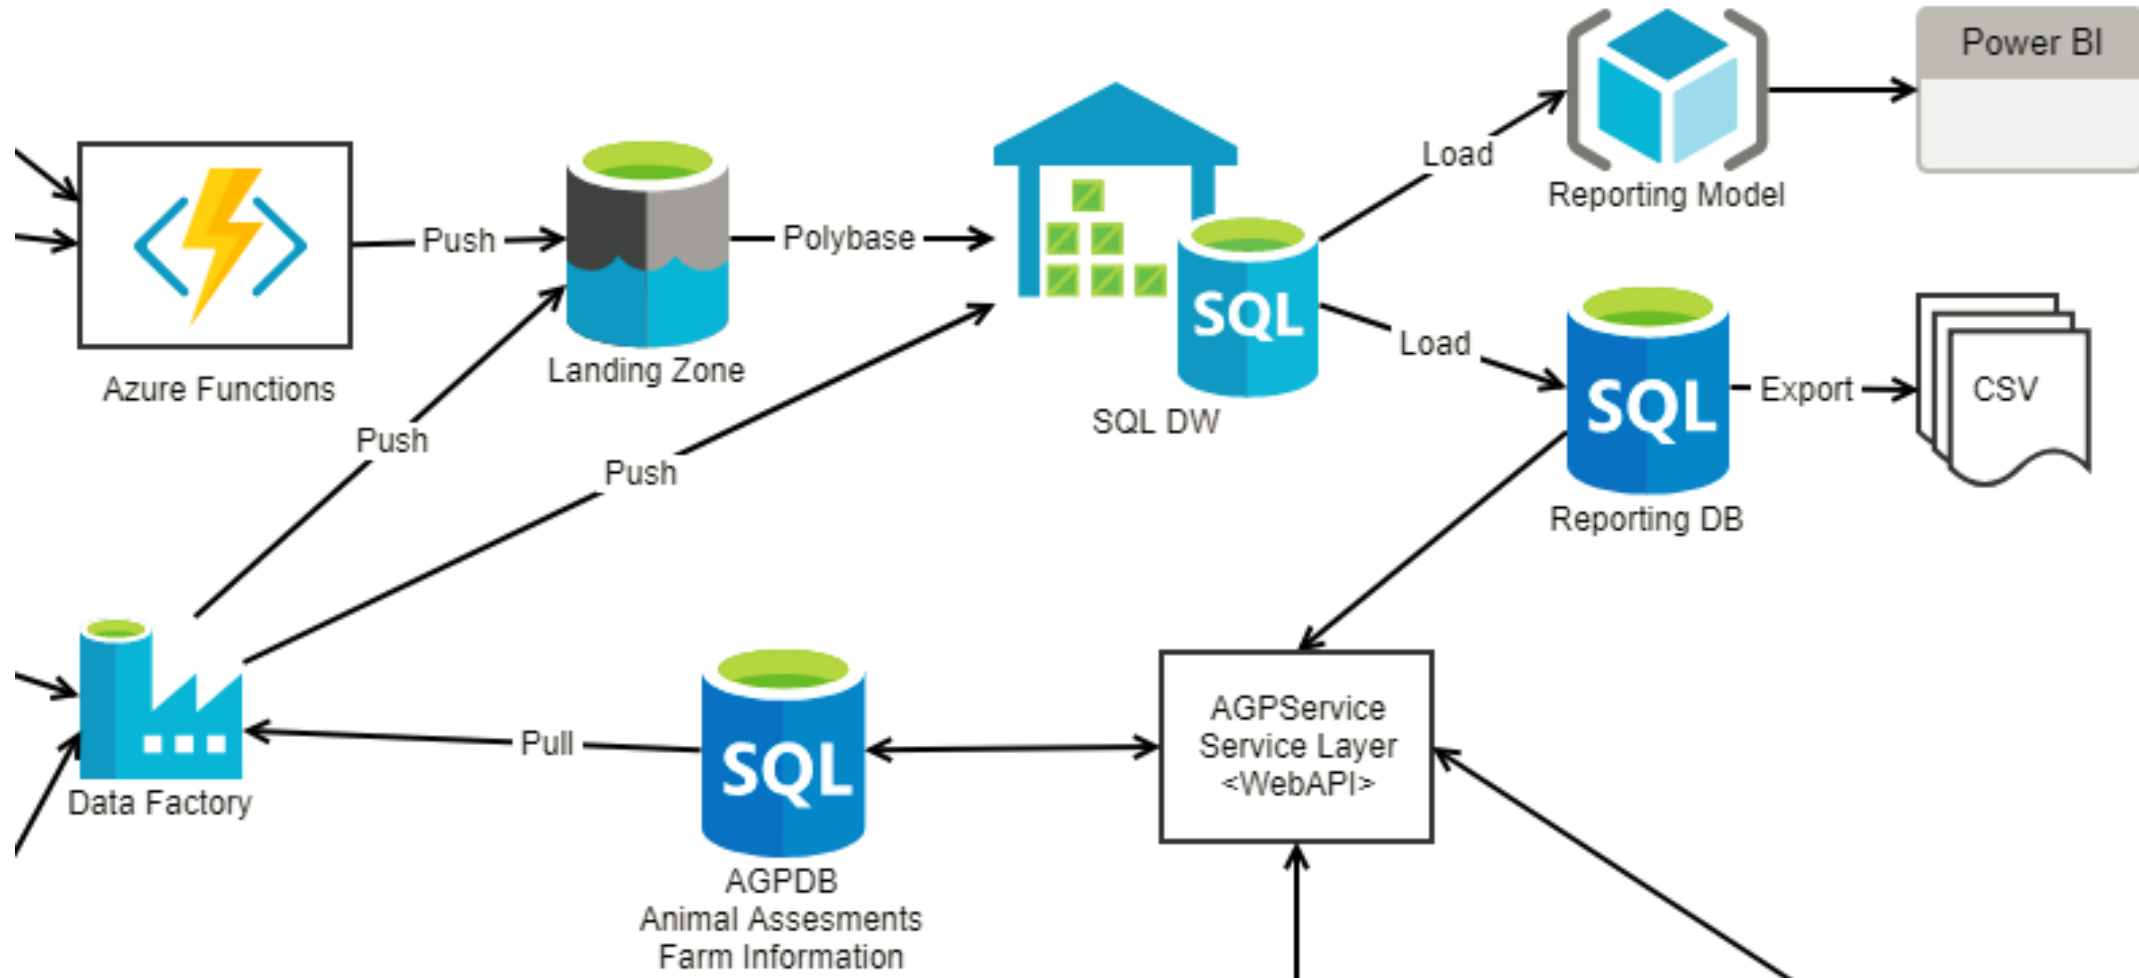 Power BI
Load
Reporting Model
Push
Polybase
SQL
Load
Azure Functions
Landing Zone
SQL DW
SQL
Export
CSV
Push
Push
Reporting DB
AGPService
Service Layer
<WebAPI>
Pull
SQL
Data Factory
AGPDB
Animal Assesments
Farm Information